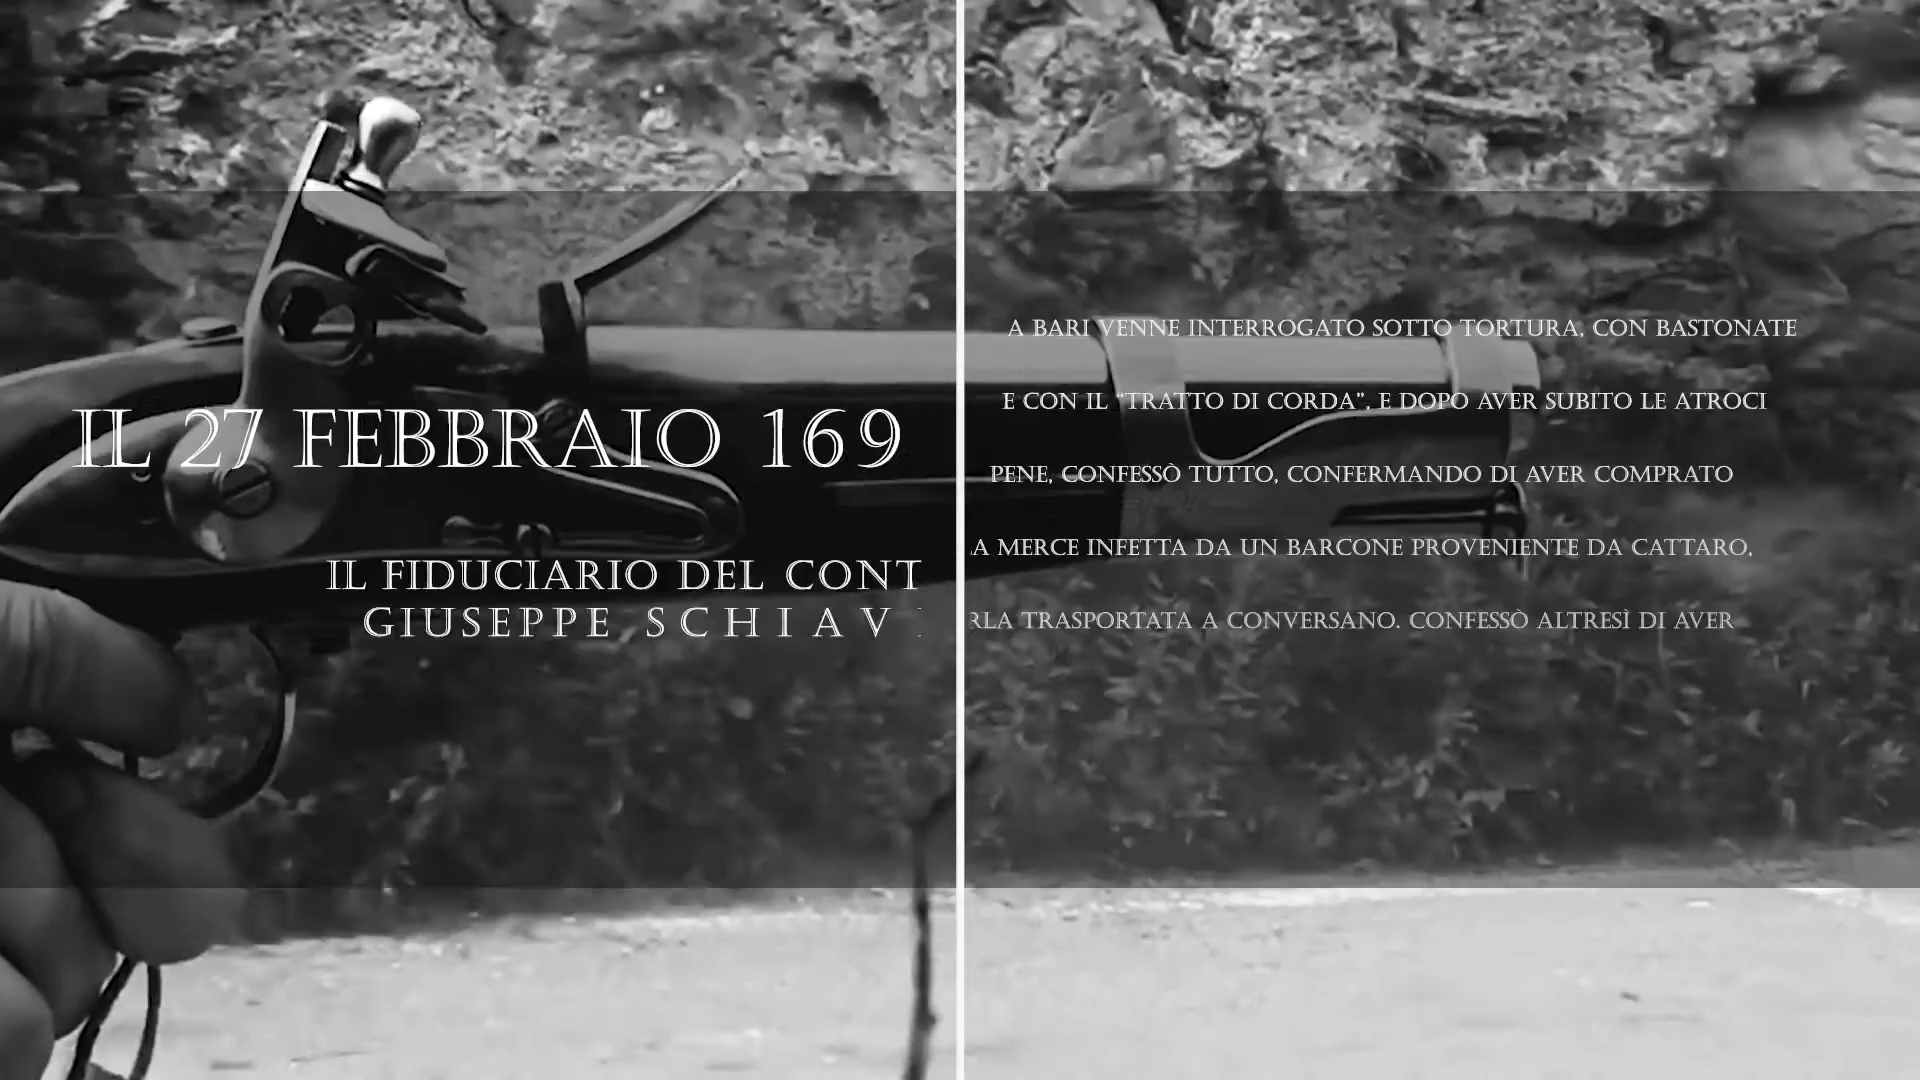 IL 27 FEBBRAIO 169
IL FIDUCIARIO DEL CONT
GIUSEPPE SCHIAV
A BARI VENNE INTERROGATO SOTTO TORTURA, CON BASTONATE
E CON IL “TRATTO DI CORDA”, E DOPO AVER SUBITO LE ATROCI
PENE, CONFESSÒ TUTTO, CONFERMANDO DI AVER COMPRATO
A MERCE INFETTA DA UN BARCONE PROVENIENTE DA CATTARO,
RLA TRASPORTATA A CONVERSANO. CONFESSÒ ALTRESÌ DI AVER